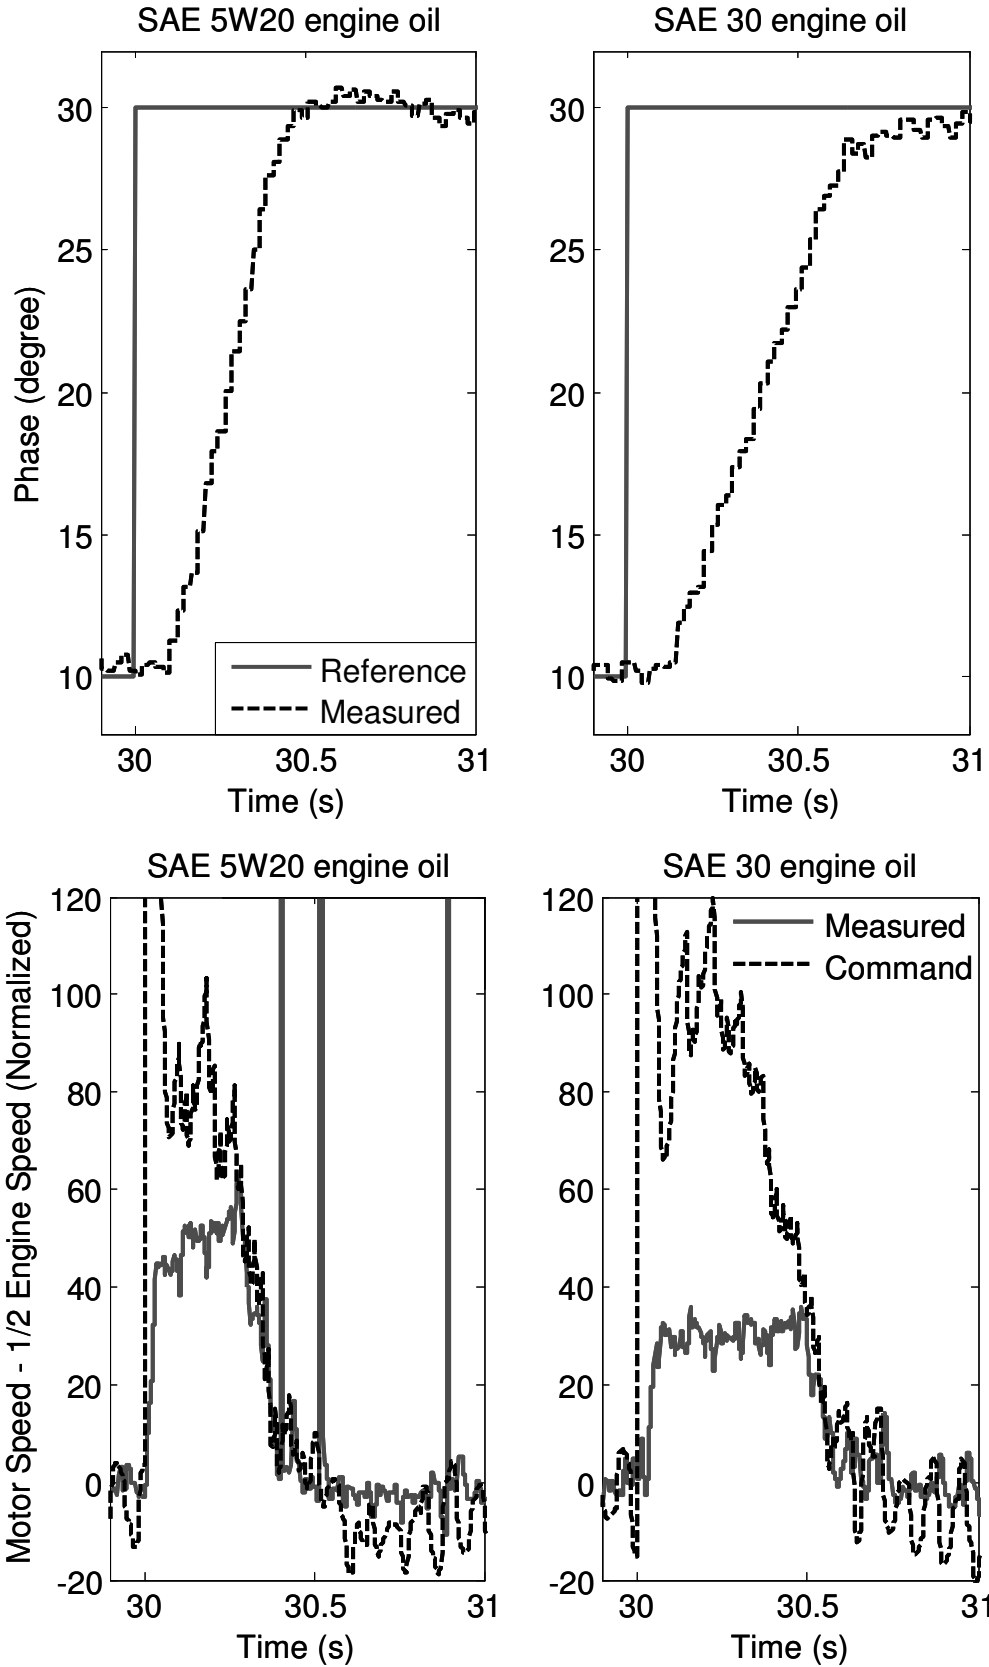 SAE 5W20 engine oil
SAE 30 engine oil
Phase (degree)
30
25
20
15
10
Reference
Measured
30
30.5
31
Time (s)
30
25
20
15
10
30
30.5
31
Time (s)
SAE 5W20 engine oil
SAE 30 engine oil
Motor Speed - 1/2 Engine Speed (Normalized)
120
100
80
60
40
20
0
-20
30
30.5
31
Time (s)
120
100
80
60
40
20
0
-20
Measured
Command
30
30.5
31
Time (s)